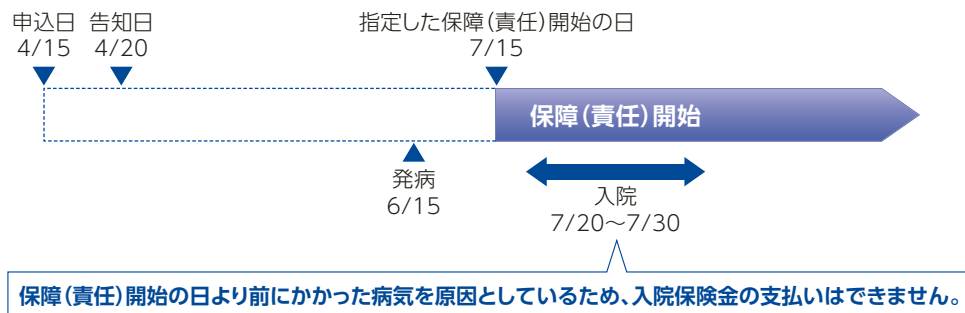 申込日 告知日 指定した保障（責任）開始の日
4/15 4/20 7/15
保障（責任）開始
発病
6/15
入院
7/20～7/30
保障（責任）開始の日より前にかかった病気を原因としているため、入院保険金の支払いはできません。